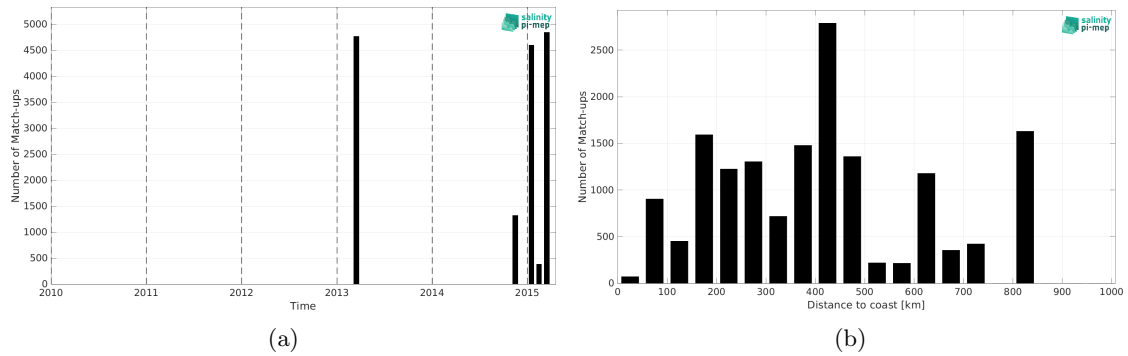 salinity
pi-mep
Number of Match-ups
5000
4500
4000
3500
3000
2500
2000
1500
1000
500
0
2010 2011 2012 2013 2014 2015
Time
(a)
salinity
pi-mep
Number of Match-ups
2500
2000
1500
1000
500
0
0 100 200 300 400 500 600 700 800 900 1000
Distance to coast [km]
(b)